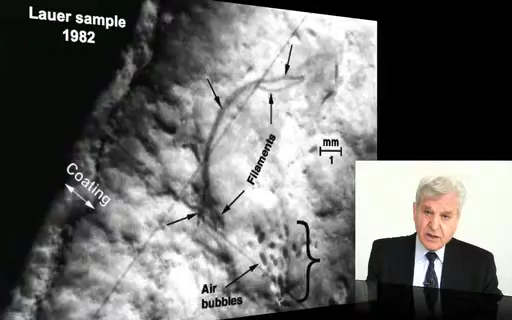 Lauer sample
1982
mm
1
Filaments
Coating
Air
bubbles